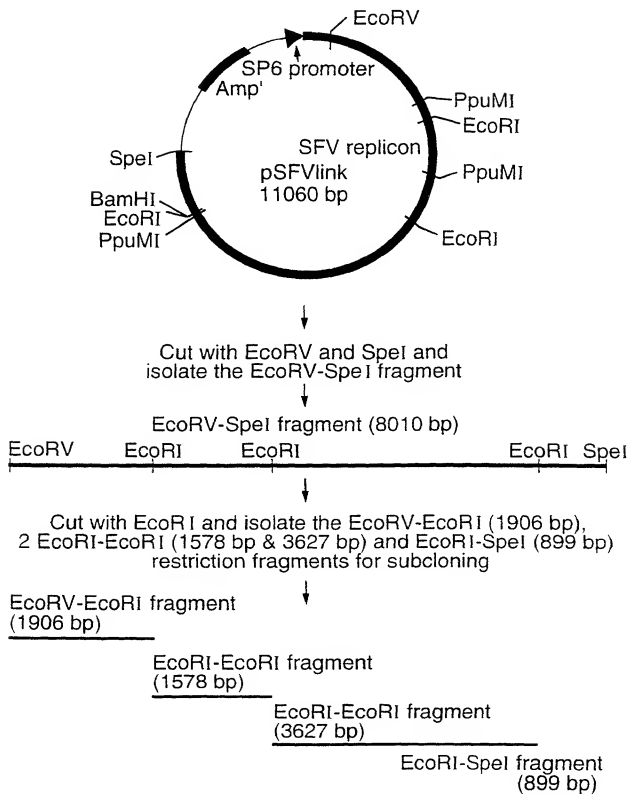 EcoRV
SP6 promoter
Amp'
PpuMI
EcoRI
SFV replicon
SpeI
pSFVlink
PpuMI
11060 bp
BamHI
EcoRI
PpuMI
EcoRI
Cut with EcoRV and SpeI and
isolate the EcoRV-SpeI fragment
EcoRV-SpeI fragment (8010 bp)
EcoRV EcoRI EcoRI EcoRI SpeI
Cut with EcoRI and isolate the EcoRV-EcoRI (1906 bp),
2 EcoRI-EcoRI (1578 bp & 3627 bp) and EcoRI-SpeI (899 bp)
restriction fragments for subcloning
EcoRV-EcoRI fragment
(1906 bp)
EcoRI-EcoRI fragment
(1578 bp)
EcoRI-EcoRI fragment
(3627 bp)
EcoRI-SpeI fragment
(899 bp)